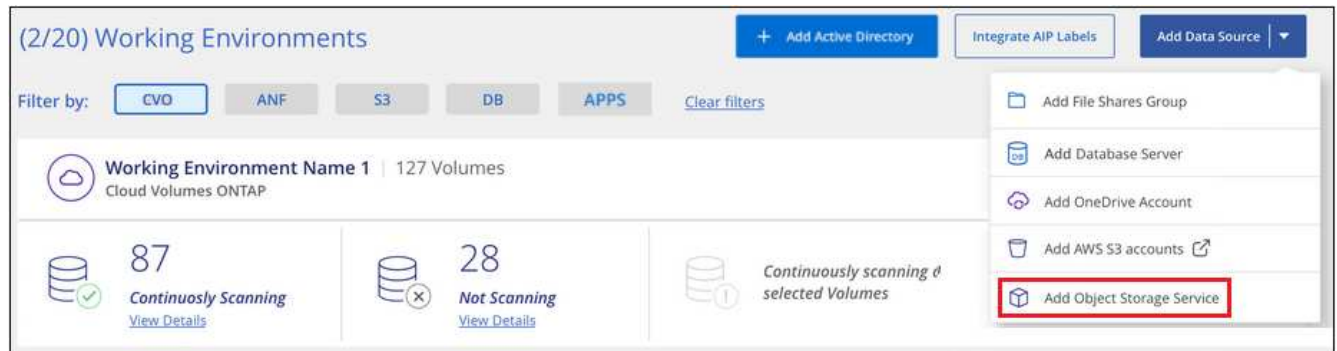 (2/20) Working Environments
+ Add Active Directory
Integrate AIP Labels
Add Data Source
Filter by:
CVO
ANF
S3
DB
APPS
Clear filters
Add File Shares Group
DB
Add Database Server
Add OneDrive Account
Add AWS S3 accounts
Add Object Storage Service
Working Environment Name 1 | 127 Volumes
Cloud Volumes ONTAP
87
Continuosly Scanning
View Details
28
Not Scanning
View Details
Continuously scanning
selected Volumes